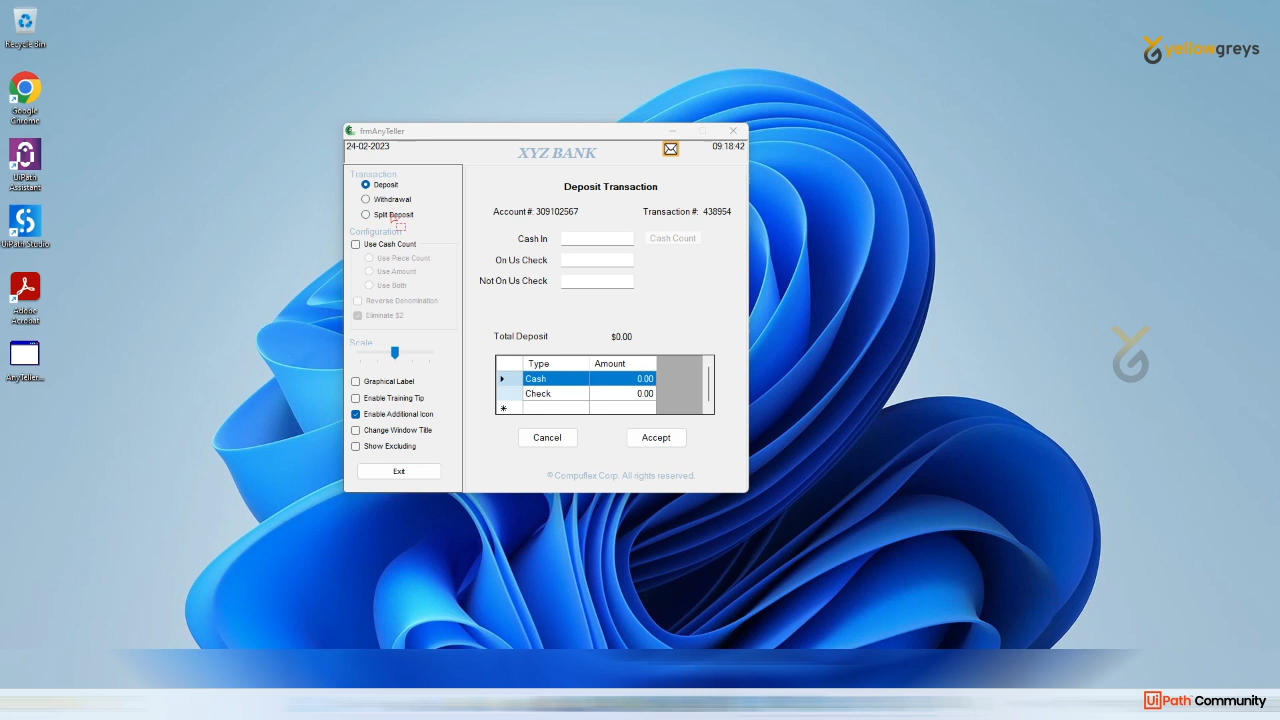 Recycle Bin
yellowgreys
Google
Chrome
UiPath
Assistant
UiPath Studio
Adobe
Acrobat
AnyTeller...
frmAnyTeller
24-02-2023
XYZ BANK
09:18:42
Transaction
Deposit
Withdrawal
Split Deposit
Configuration
Use Cash Count
Use Piece Count
Use Amount
Use Both
Reverse Denomination
Eliminate $2
Scale
Graphical Label
Enable Training Tip
Enable Additional Icon
Change Window Title
Show Excluding
Exit
Deposit Transaction
Account #: 309102567
Transaction #: 438954
Cash In
Cash Count
On Us Check
Not On Us Check
Total Deposit $0.00
Type Amount
Cash 0.00
Check 0.00
Cancel
Accept
© Compuflex Corp. All rights reserved.
UiPath Community